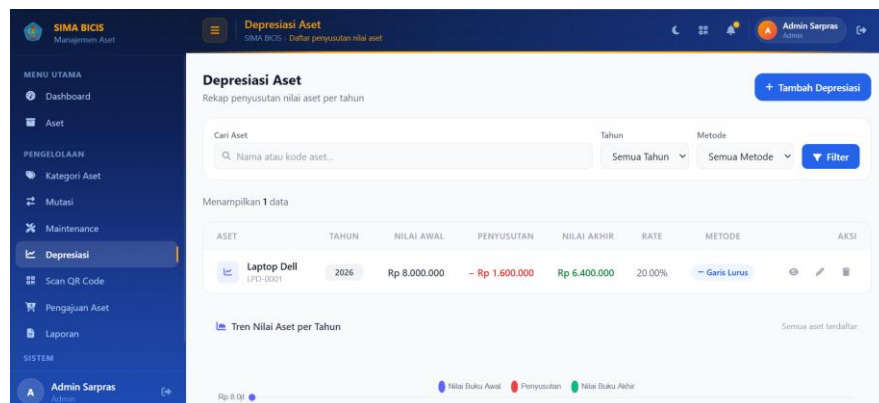 SIMA BICIS
Manajemen Aset
MENU UTAMA
Dashboard
Aset
PENGELOLAAN
Kategori Aset
Mutasi
Maintenance
Depresiasi
Scan QR Code
Pengajuan Aset
Laporan
SISTEM
A Admin Sarpras
Admin
Depresiasi Aset
SIMA BICIS - Daftar penyusutan nilai aset
A Admin Sarpras
Admin
Depresiasi Aset
Rekap penyusutan nilai aset per tahun
+ Tambah Depresiasi
Cari Aset Tahun Metode
Nama atau kode aset... Semua Tahun Semua Metode Filter
Menampilkan 1 data
ASET TAHUN NILAI AWAL PENYUSUTAN NILAI AKHIR RATE METODE AKSI
Laptop Dell 2026 Rp 8.000.000 − Rp 1.600.000 Rp 6.400.000 20.00% Garis Lurus
LPD-0001
Tren Nilai Aset per Tahun Semua aset terdaftar
Nilai Buku Awal Penyusutan Nilai Buku Akhir
Rp 8.0jt